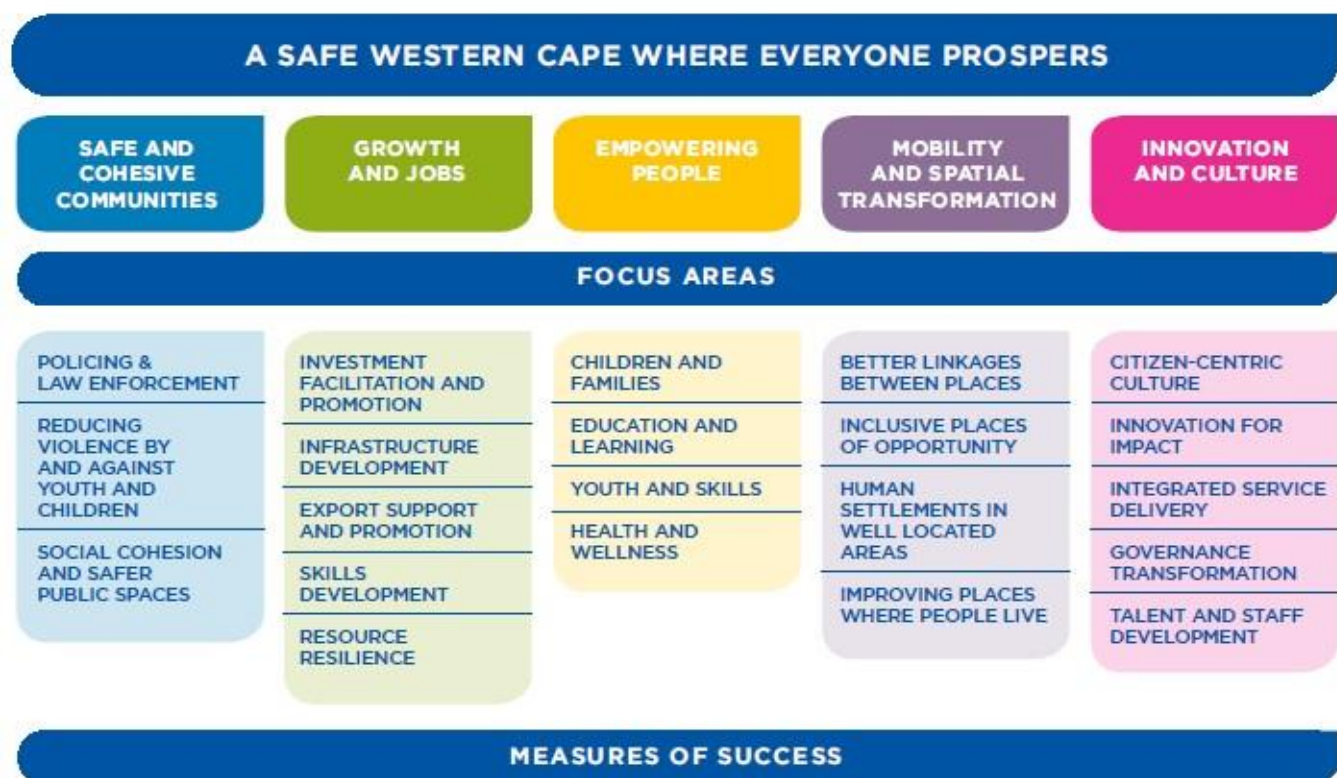 A SAFE WESTERN CAPE WHERE EVERYONE PROSPERS
SAFE AND
COHESIVE
COMMUNITIES
GROWTH
AND JOBS
EMPOWERING
PEOPLE
MOBILITY
AND SPATIAL
TRANSFORMATION
INNOVATION
AND CULTURE
FOCUS AREAS
POLICING &
LAW ENFORCEMENT
REDUCING
VIOLENCE BY
AND AGAINST
YOUTH AND
CHILDREN
SOCIAL COHESION
AND SAFER
PUBLIC SPACES
INVESTMENT
FACILITATION AND
PROMOTION
INFRASTRUCTURE
DEVELOPMENT
EXPORT SUPPORT
AND PROMOTION
SKILLS
DEVELOPMENT
RESOURCE
RESILIENCE
CHILDREN AND
FAMILIES
EDUCATION AND
LEARNING
YOUTH AND SKILLS
HEALTH AND
WELLNESS
BETTER LINKAGES
BETWEEN PLACES
INCLUSIVE PLACES
OF OPPORTUNITY
HUMAN
SETTLEMENTS IN
WELL LOCATED
AREAS
IMPROVING PLACES
WHERE PEOPLE LIVE
CITIZEN-CENTRIC
CULTURE
INNOVATION FOR
IMPACT
INTEGRATED SERVICE
DELIVERY
GOVERNANCE
TRANSFORMATION
TALENT AND STAFF
DEVELOPMENT
MEASURES OF SUCCESS